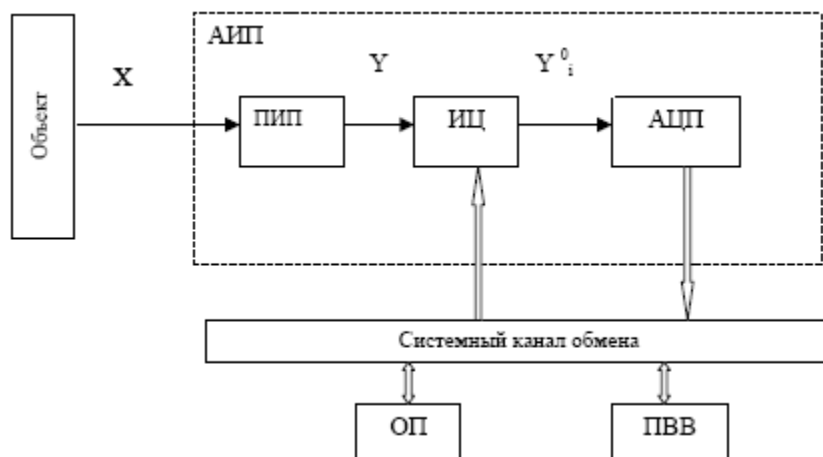 АИП
X
Y
Y⁰ᵢ
Объект
ПИП
ИЦ
АЦП
Системный канал обмена
ОП
ПВВ